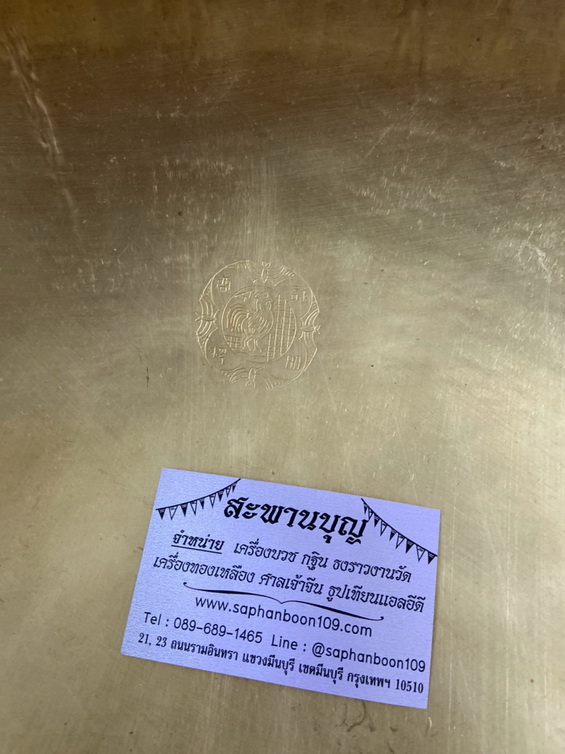 สะพานบุญ
จำหน่าย เครื่องบวช กฐิน ธงราวงานวัด
เครื่องทองเหลือง ศาลเจ้าจีน ธูปเทียนแอลอีดี
www.saphanboon109.com
Tel : 089-689-1465 Line : @saphanboon109
21, 23 ถนนรามอินทรา แขวงมีนบุรี เขตมีนบุรี กรุงเทพฯ 10510